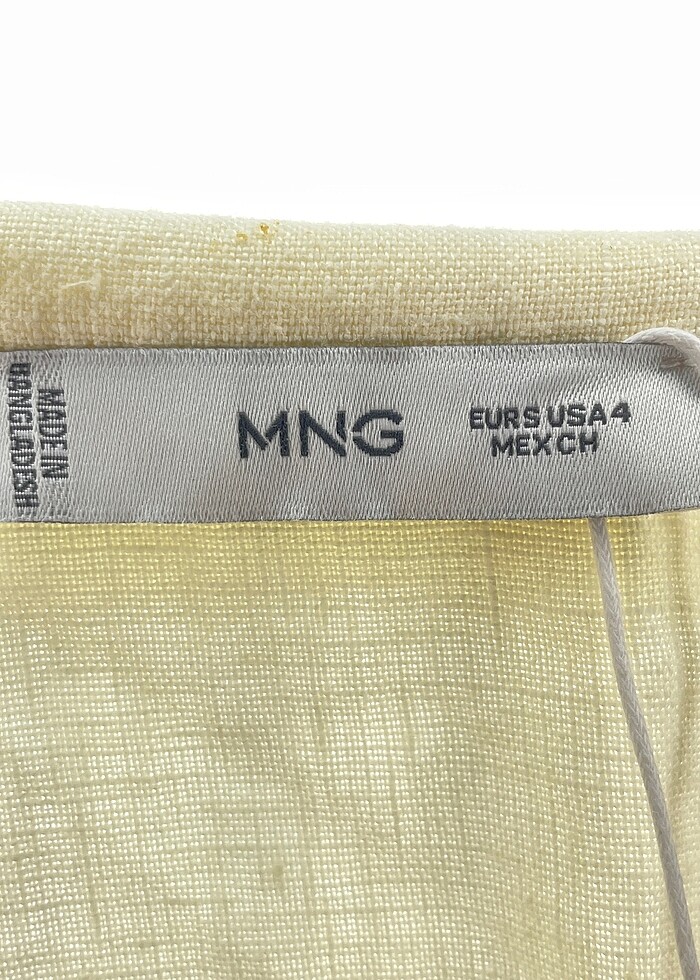 MADE IN
BANGLADESH
MNG
EUR S USA 4
MEX CH